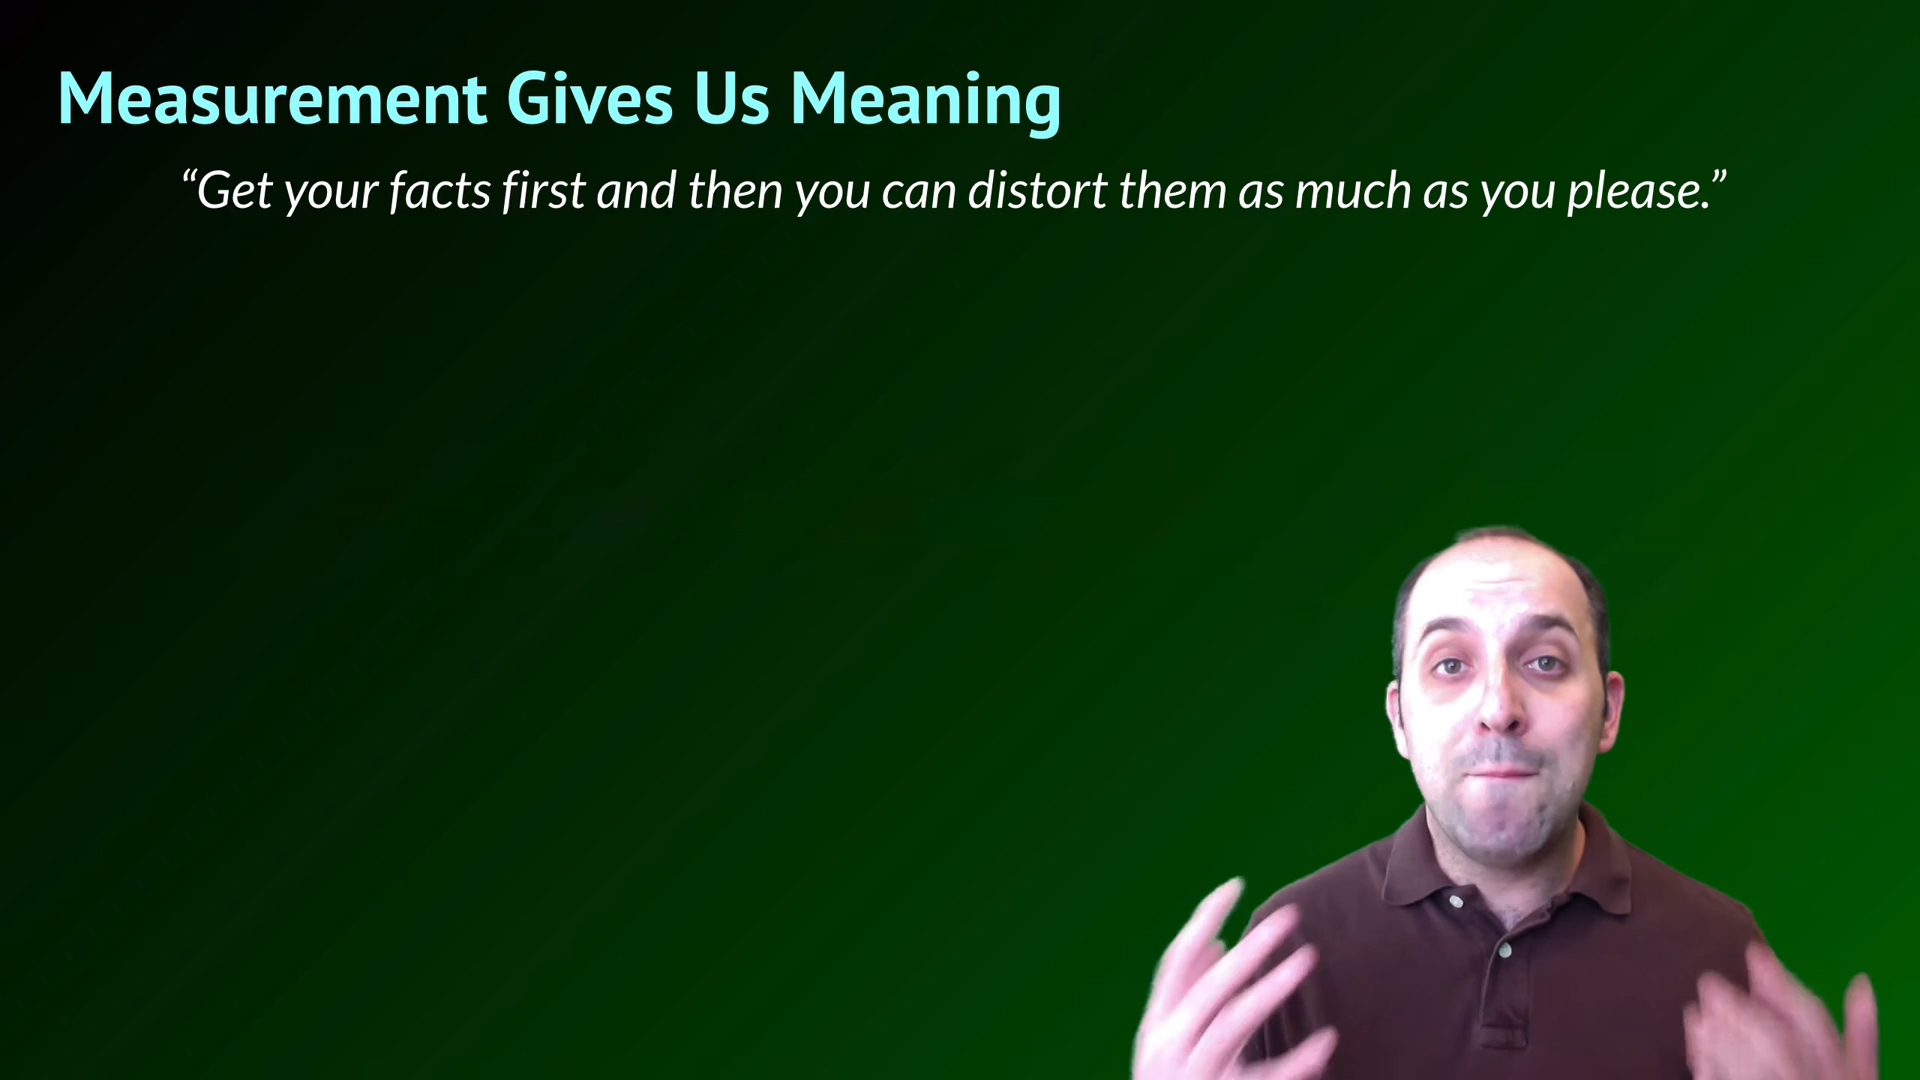 Measurement Gives Us Meaning
“Get your facts first and then you can distort them as much as you please.”